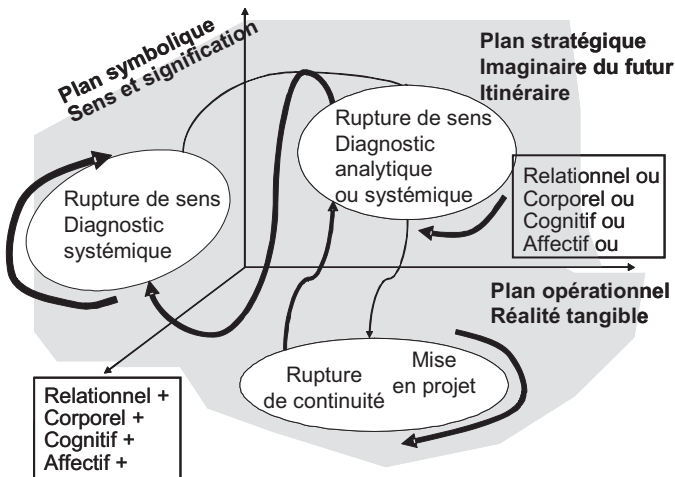 Plan symbolique
Sens et signification
Plan stratégique
Imaginaire du futur
Itinéraire
Rupture de sens
Diagnostic
analytique
ou systémique
Relationnel ou
Corporel ou
Cognitif ou
Affectif ou
Rupture de sens
Diagnostic
systémique
Plan opérationnel
Réalité tangible
Rupture
de continuité
Mise
en projet
Relationnel +
Corporel +
Cognitif +
Affectif +